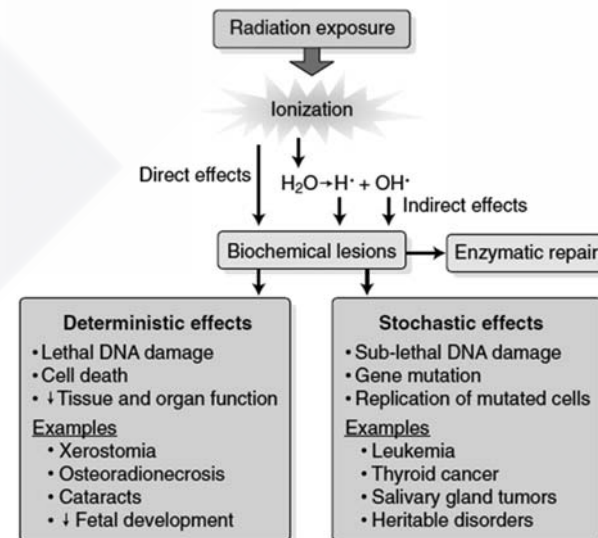 Radiation exposure
Ionization
Direct effects
H₂O→H· + OH·
Indirect effects
Biochemical lesions
Enzymatic repair
Deterministic effects
•Lethal DNA damage
•Cell death
•↓Tissue and organ function
Examples
•Xerostomia
•Osteoradionecrosis
•Cataracts
•↓ Fetal development
Stochastic effects
•Sub-lethal DNA damage
•Gene mutation
•Replication of mutated cells
Examples
•Leukemia
•Thyroid cancer
•Salivary gland tumors
•Heritable disorders